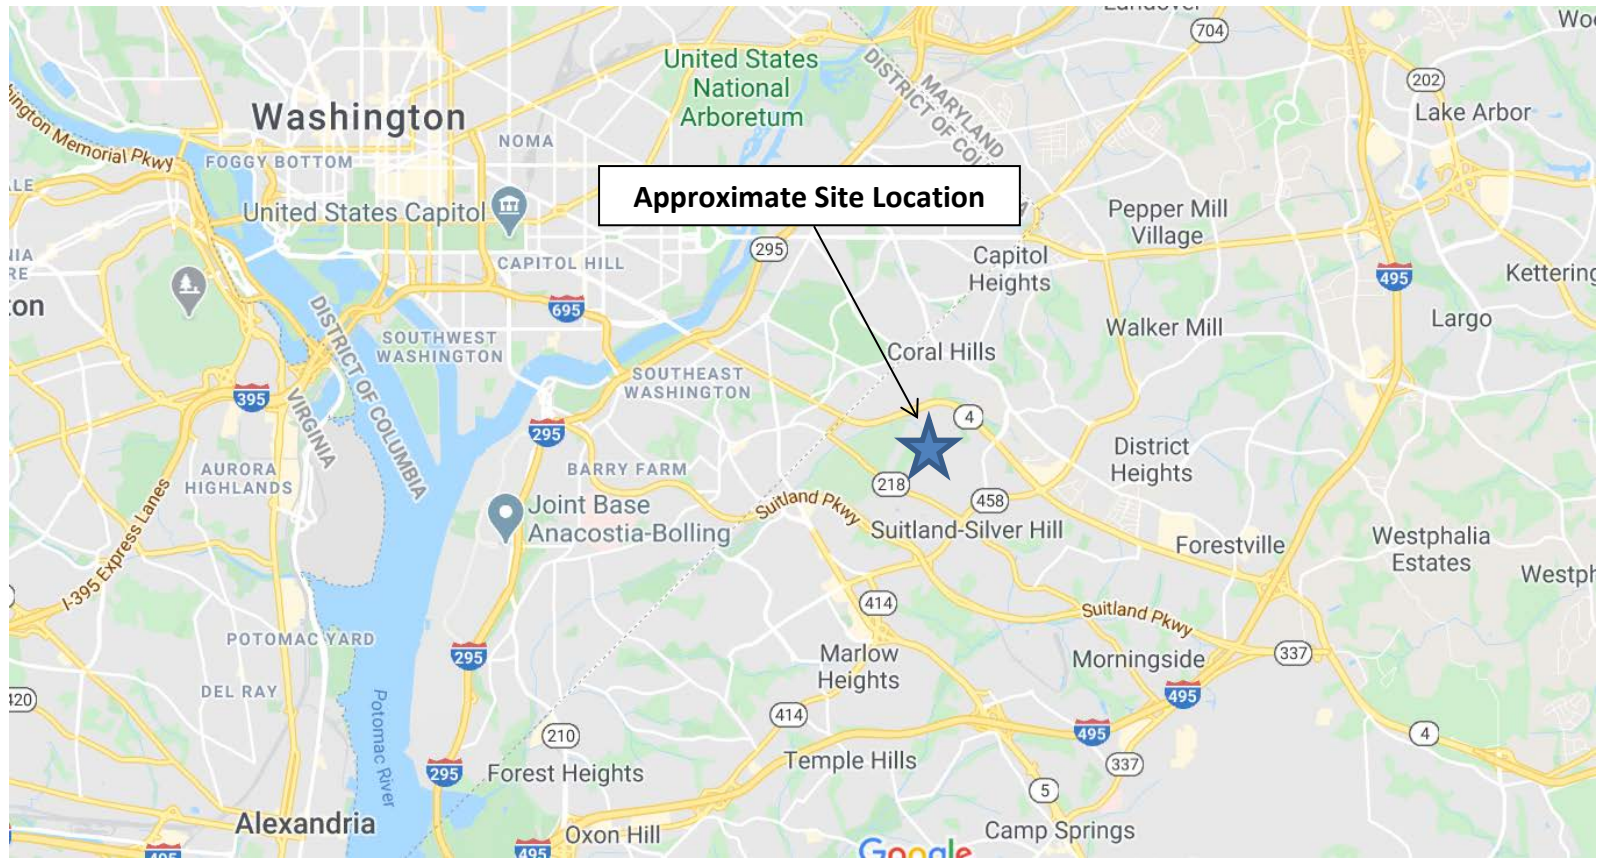 Washington
NOMA
FOGGY BOTTOM
United States Capitol
CAPITOL HILL
United States
National
Arboretum
MARYLAND
DISTRICT OF
704
202
Lake Arbor
Approximate Site Location
Pepper Mill
Village
Capitol
Heights
295
495
Kettering
695
SOUTHWEST
WASHINGTON
DISTRICT OF COLUMBIA
VIRGINIA
395
Walker Mill
Largo
Coral Hills
SOUTHEAST
WASHINGTON
4
295
AURORA
HIGHLANDS
BARRY FARM
District
Heights
218
458
Suitland Pkwy
Joint Base
Anacostia-Bolling
Suitland-Silver Hill
Forestville
Westphalia
Estates
I-395 Express Lanes
414
Suitland Pkwy
POTOMAC YARD
295
Marlow
Heights
Morningside
337
DEL RAY
495
414
210
495
4
Potomac River
295
Forest Heights
Temple Hills
337
5
Alexandria
Oxon Hill
Camp Springs
495
495
Google
Memorial Pkwy